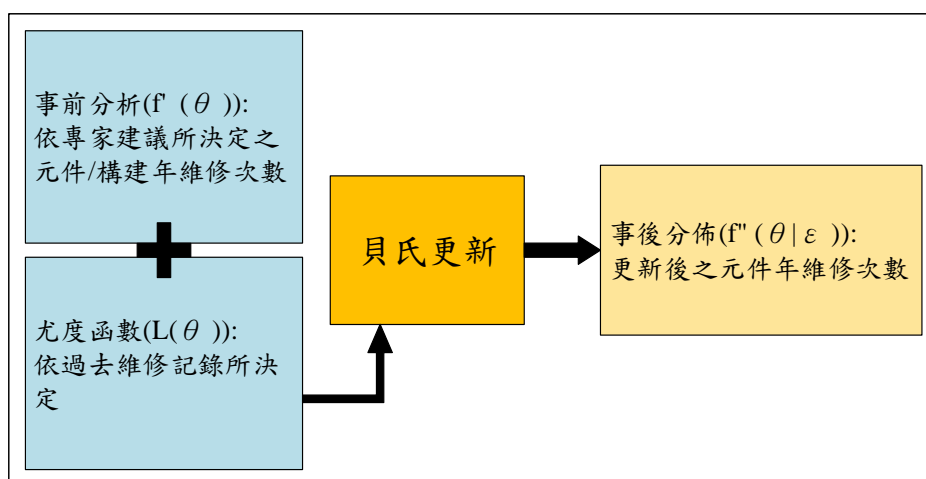 事前分析(f' (θ )):
依專家建議所決定之
元件/構建年維修次數
尤度函數(L(θ )):
依過去維修記錄所決
定
貝氏更新
事後分佈(f" (θ | ε )):
更新後之元件年維修次數